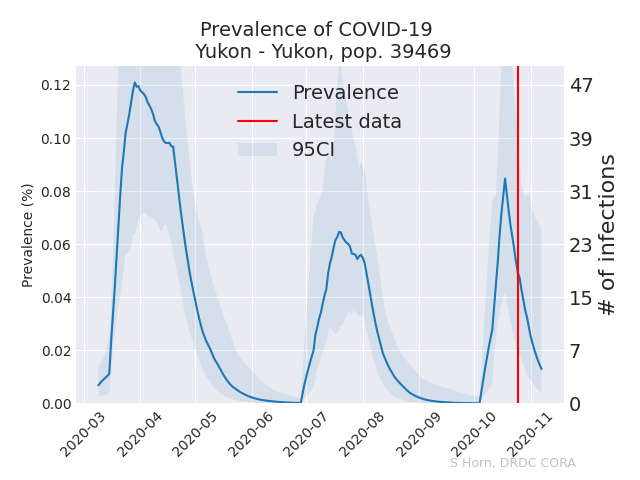 Prevalence of COVID-19
Yukon - Yukon, pop. 39469
Prevalence (%)
0.12
0.10
0.08
0.06
0.04
0.02
0.00
Prevalence
Latest data
95CI
47
39
31
23
15
7
0
# of infections
2020-03
2020-04
2020-05
2020-06
2020-07
2020-08
2020-09
2020-10
2020-11
S Horn, DRDC CORA